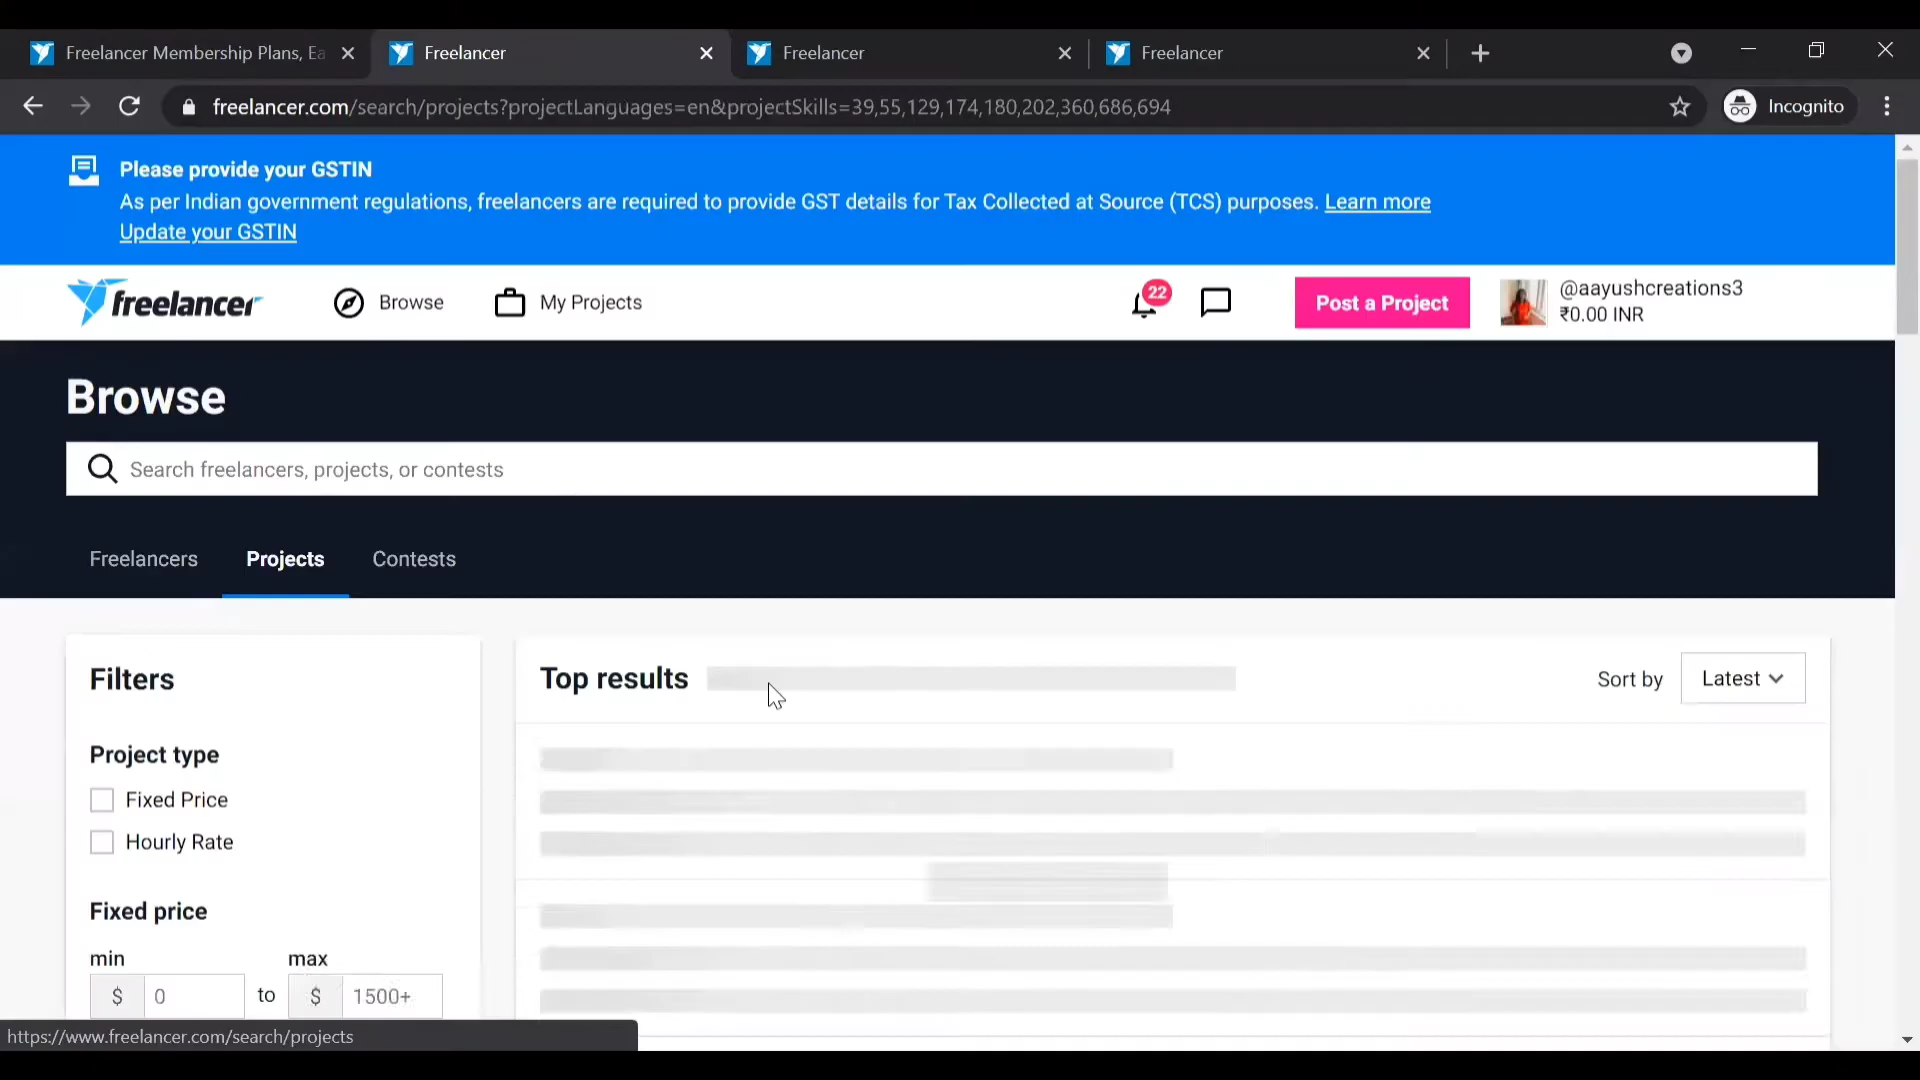 Freelancer Membership Plans, Ea
Freelancer
Freelancer
Freelancer
freelancer.com/search/projects?projectLanguages=en&projectSkills=39,55,129,174,180,202,360,686,694
Incognito
Please provide your GSTIN
As per Indian government regulations, freelancers are required to provide GST details for Tax Collected at Source (TCS) purposes. Learn more
Update your GSTIN
freelancer
Browse
My Projects
22
Post a Project
@aayushcreations3
₹0.00 INR
Browse
Search freelancers, projects, or contests
Freelancers
Projects
Contests
Filters
Top results
Sort by
Latest
Project type
Fixed Price
Hourly Rate
Fixed price
min
max
$
0
to
$
1500+
https://www.freelancer.com/search/projects